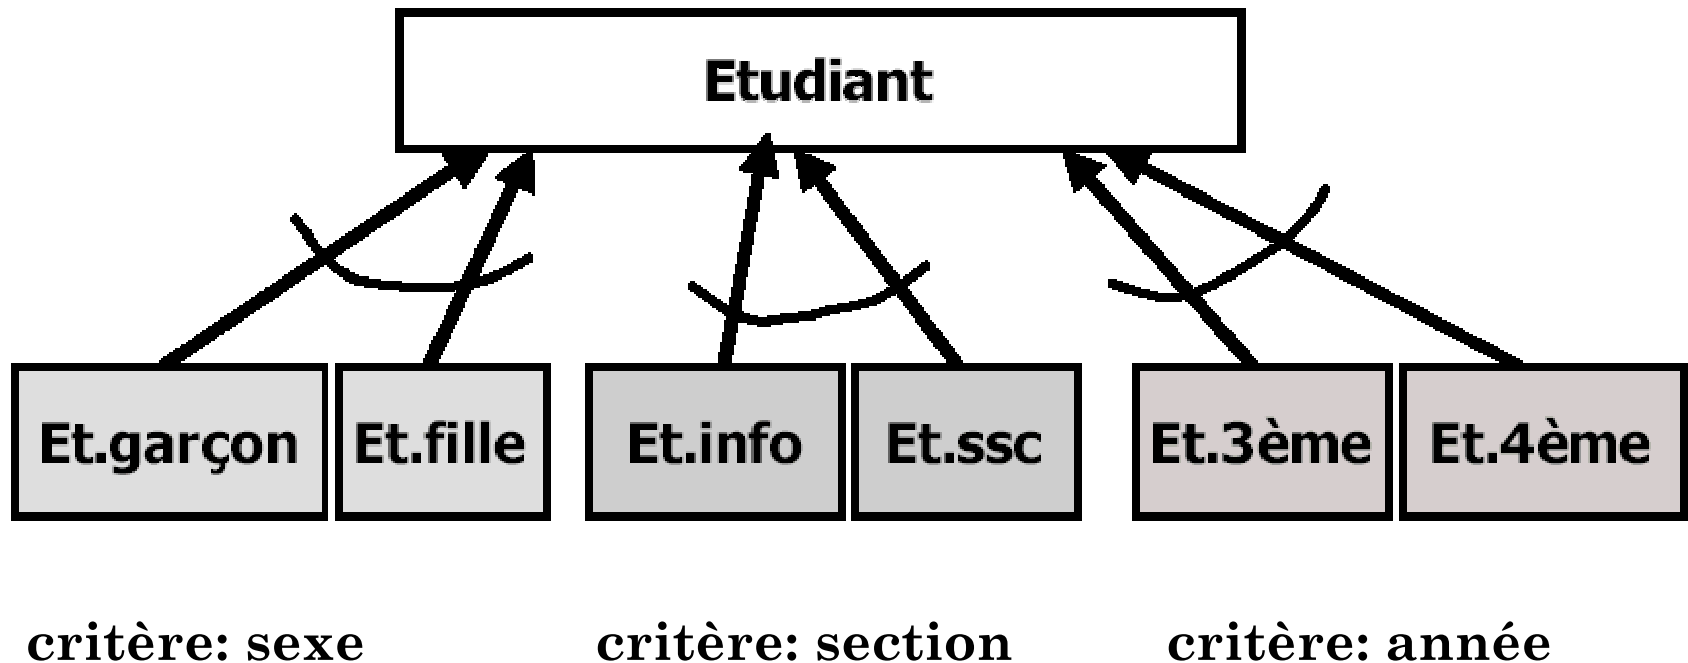 Etudiant
Et.garçon
Et.fille
Et.info
Et.ssc
Et.3ème
Et.4ème
critère: sexe
critère: section
critère: année